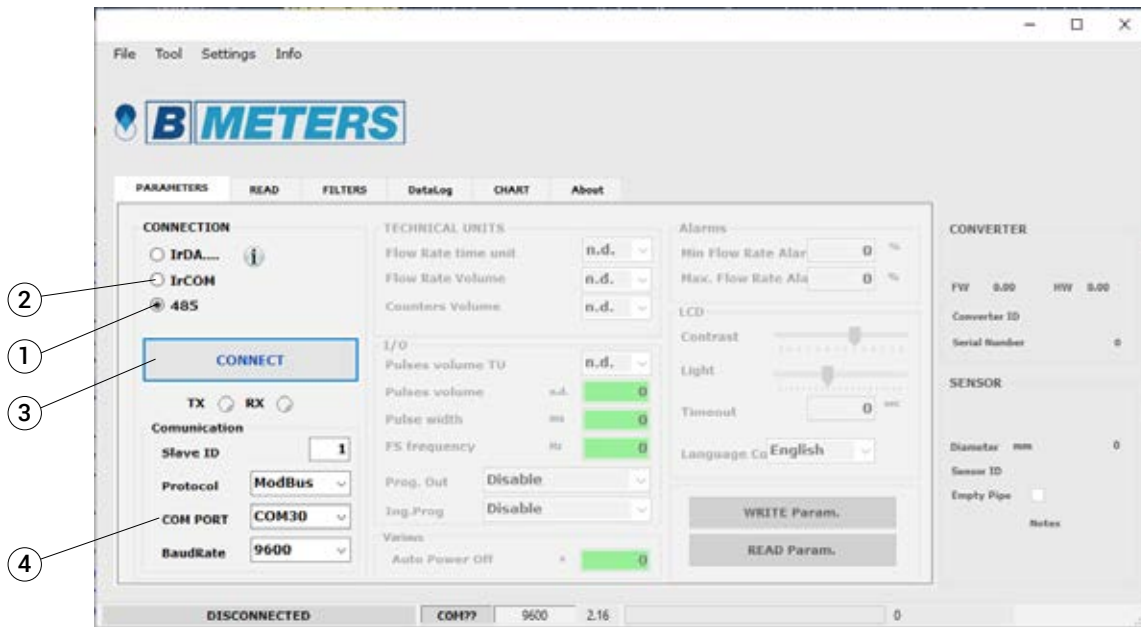 File Tool Settings Info
B METERS
PARAMETERS READ FILTERS DataLog CHART About
CONNECTION
IrDA.... i
IrCOM
485
CONNECT
TX RX
Comunication
Slave ID 1
Protocol ModBus
COM PORT COM30
BaudRate 9600
TECHNICAL UNITS
Flow Rate time unit n.d.
Flow Rate Volume n.d.
Counters Volume n.d.
I/O
Pulses volume TU n.d.
Pulses volume n.d. 0
Pulse width ms 0
FS frequency Hz 0
Prog. Out Disable
Ing.Prog Disable
Various
Auto Power Off 0
Alarms
Min Flow Rate Alar 0 %
Max. Flow Rate Ala 0 %
LCD
Contrast
Light
Timeout 0 sec
Language Co English
WRITE Param.
READ Param.
CONVERTER
FW 0.00 HW 0.00
Converter ID
Serial Number 0
SENSOR
Diameter mm 0
Sensor ID
Empty Pipe
Notes
DISCONNECTED COM?? 9600 2.16 0
2
1
3
4